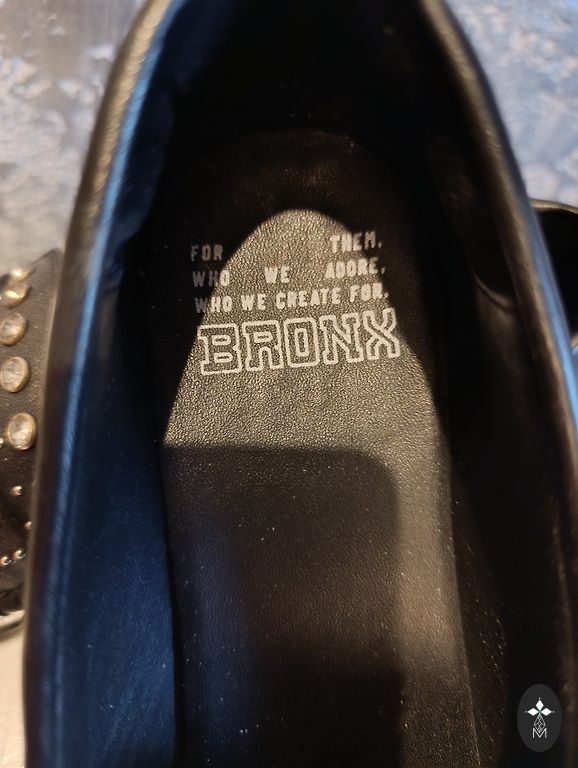 FOR THEM,
WHO WE ADORE,
WHO WE CREATE FOR.
BRONX
M